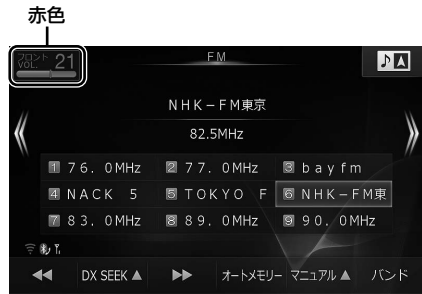 赤色
フロント
VOL. 21
FM
NHK－FM東京
82.5MHz
1 76.0MHz 2 77.0MHz 3 bayfm
4 NACK 5 5 TOKYO F 6 NHK－FM東
7 83.0MHz 8 89.0MHz 9 90.0MHz
DX SEEK ▲ オートメモリー マニュアル ▲ バンド